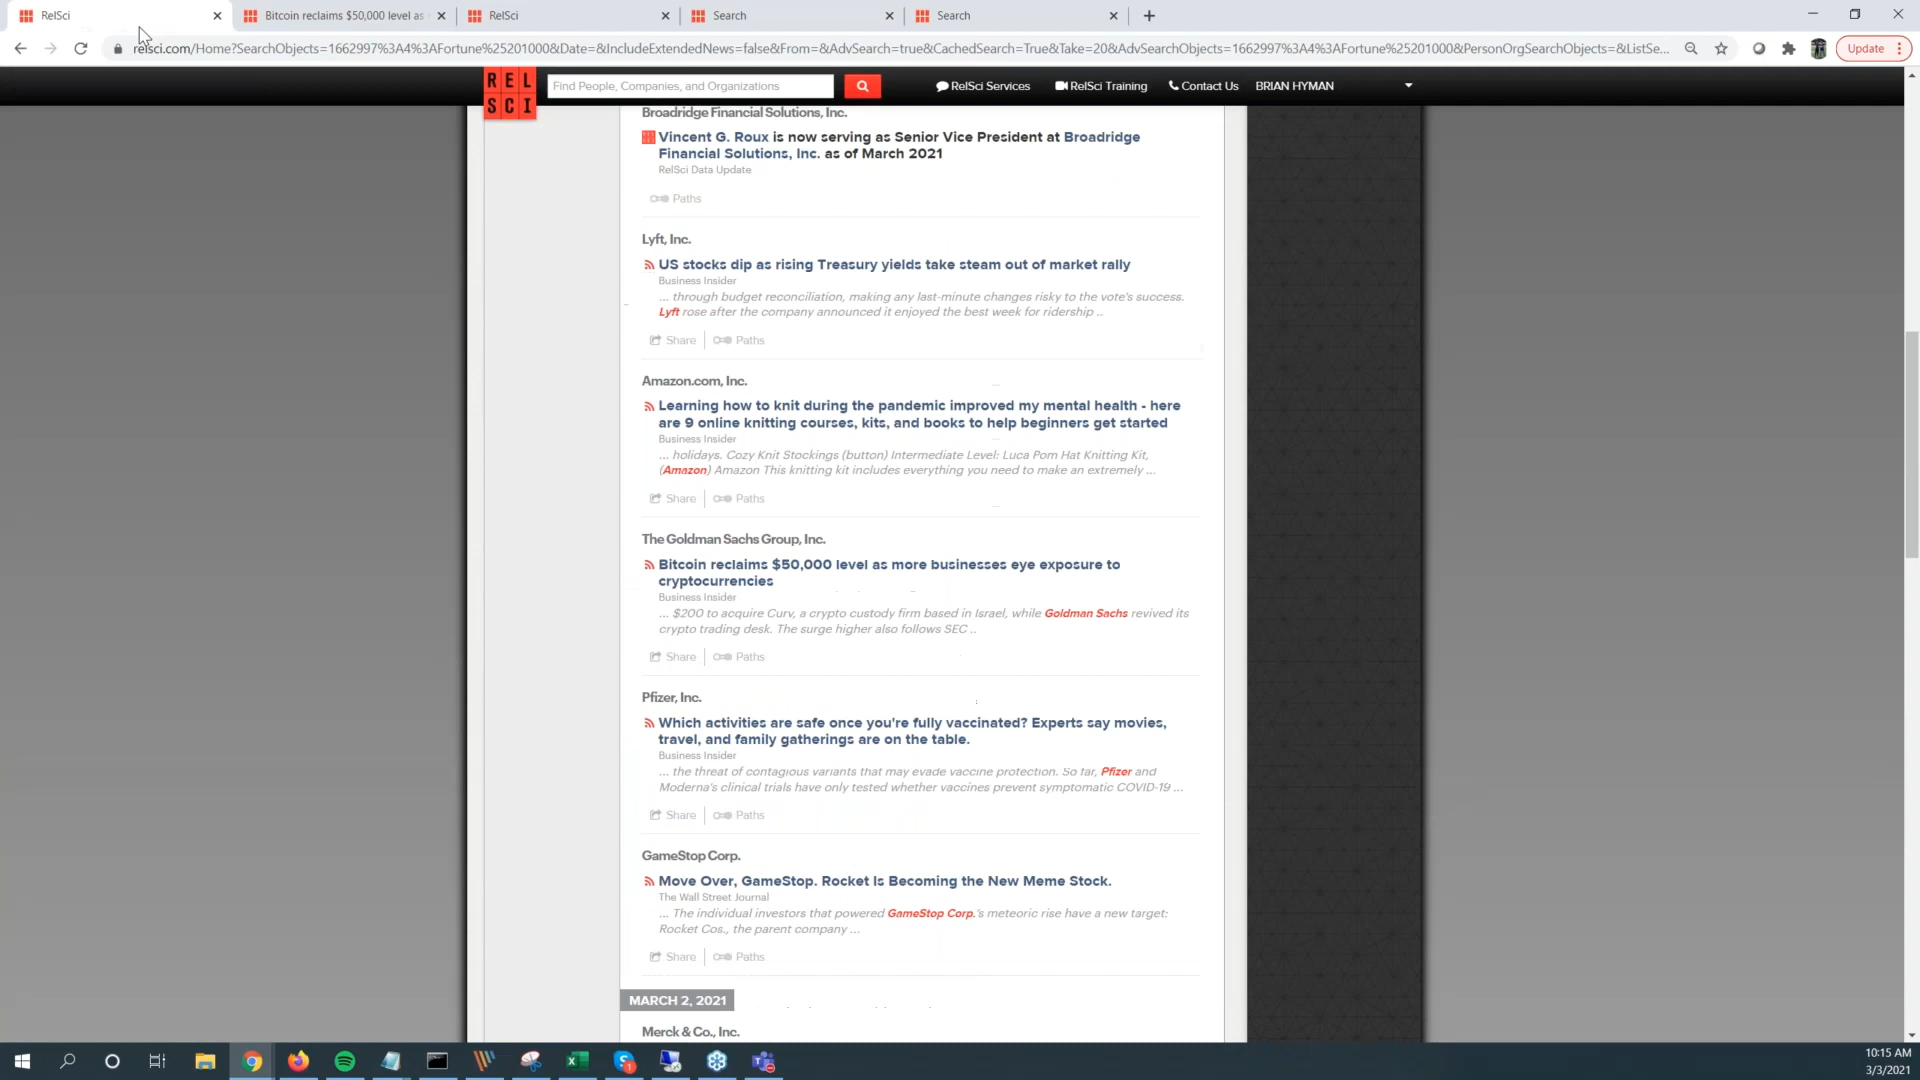 RelSci
Bitcoin reclaims $50,000 level as
RelSci
Search
Search
relsci.com/Home?SearchObjects=1662997%3A4%3AFortune%25201000&Date=&IncludeExtendedNews=false&From=&AdvSearch=true&CachedSearch=True&Take=20&AdvSearchObjects=1662997%3A4%3AFortune%25201000&PersonOrgSearchObjects=&ListSe...
Update
REL
SCI
Find People, Companies, and Organizations
RelSci Services
RelSci Training
Contact Us
BRIAN HYMAN
Broadridge Financial Solutions, Inc.
Vincent G. Roux is now serving as Senior Vice President at Broadridge
Financial Solutions, Inc. as of March 2021
RelSci Data Update
Paths
Lyft, Inc.
US stocks dip as rising Treasury yields take steam out of market rally
Business Insider
... through budget reconciliation, making any last-minute changes risky to the vote's success.
Lyft rose after the company announced it enjoyed the best week for ridership ..
Share | Paths
Amazon.com, Inc.
Learning how to knit during the pandemic improved my mental health - here
are 9 online knitting courses, kits, and books to help beginners get started
Business Insider
... holidays. Cozy Knit Stockings (button) Intermediate Level: Luca Pom Hat Knitting Kit,
(Amazon) Amazon This knitting kit includes everything you need to make an extremely ...
Share | Paths
The Goldman Sachs Group, Inc.
Bitcoin reclaims $50,000 level as more businesses eye exposure to
cryptocurrencies
Business Insider
... $200 to acquire Curv, a crypto custody firm based in Israel, while Goldman Sachs revived its
crypto trading desk. The surge higher also follows SEC ..
Share | Paths
Pfizer, Inc.
Which activities are safe once you're fully vaccinated? Experts say movies,
travel, and family gatherings are on the table.
Business Insider
... the threat of contagious variants that may evade vaccine protection. So far, Pfizer and
Moderna's clinical trials have only tested whether vaccines prevent symptomatic COVID-19 ...
Share | Paths
GameStop Corp.
Move Over, GameStop. Rocket Is Becoming the New Meme Stock.
The Wall Street Journal
... The individual investors that powered GameStop Corp.'s meteoric rise have a new target:
Rocket Cos., the parent company ...
Share | Paths
MARCH 2, 2021
Merck & Co., Inc.
10:15 AM
3/3/2021